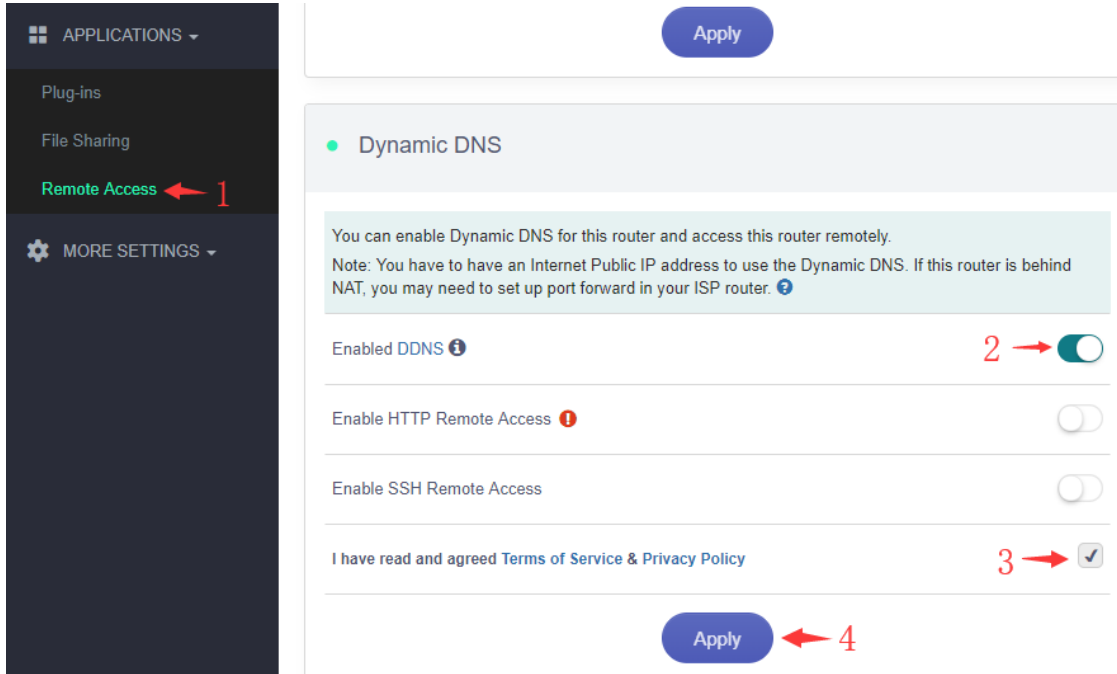 APPLICATIONS
Plug-ins
File Sharing
Remote Access
1
MORE SETTINGS
Apply
Dynamic DNS
You can enable Dynamic DNS for this router and access this router remotely.
Note: You have to have an Internet Public IP address to use the Dynamic DNS. If this router is behind
NAT, you may need to set up port forward in your ISP router. ?
Enabled DDNS i
2
Enable HTTP Remote Access !
Enable SSH Remote Access
I have read and agreed Terms of Service & Privacy Policy
3
Apply
4